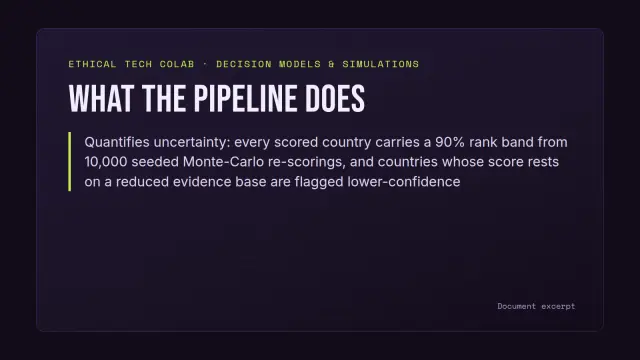 ETHICAL TECH COLAB · DECISION MODELS & SIMULATIONS
WHAT THE PIPELINE DOES
Quantifies uncertainty: every scored country carries a 90% rank band from
10,000 seeded Monte-Carlo re-scorings, and countries whose score rests
on a reduced evidence base are flagged lower-confidence
Document excerpt